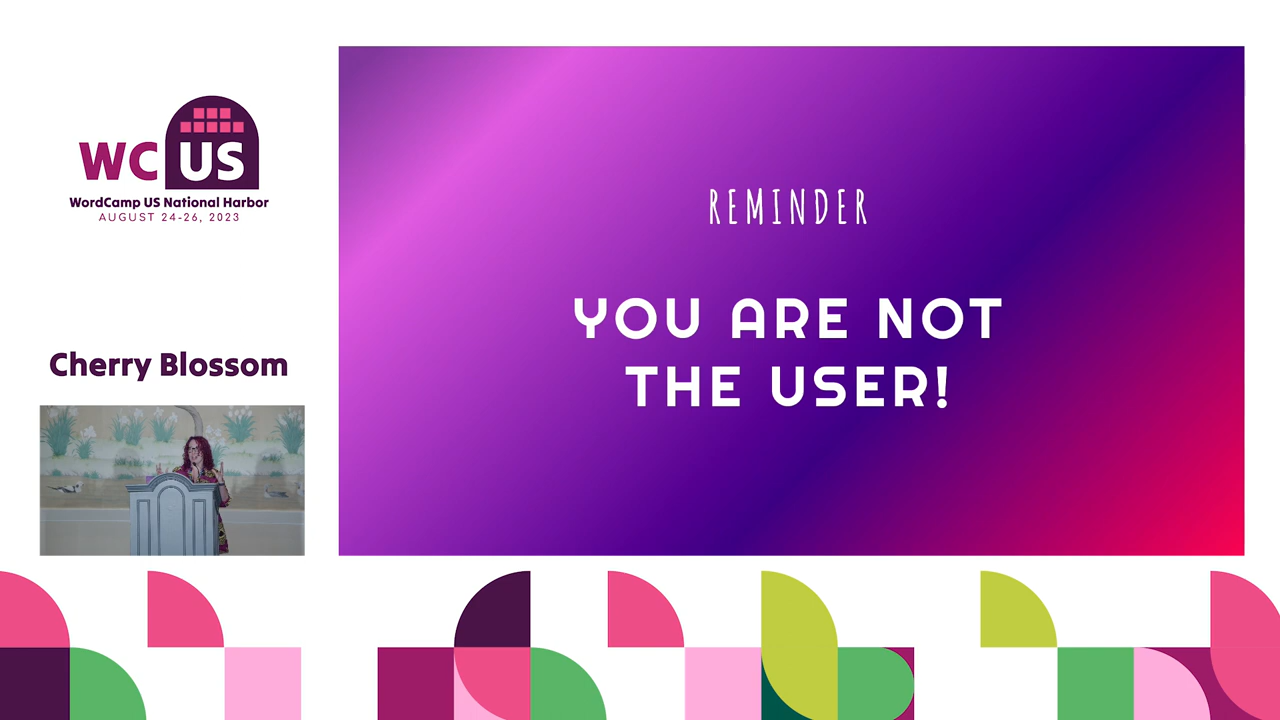 WC US
WordCamp US National Harbor
AUGUST 24-26, 2023
Cherry Blossom
REMINDER
YOU ARE NOT
THE USER!